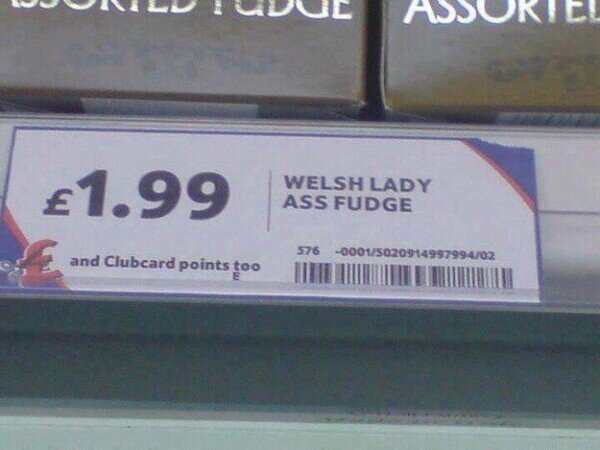 ASSORTED FUDGE
ASSORTED
£1.99
WELSH LADY
ASS FUDGE
576 -0001/5020914997994/02
and Clubcard points too
E